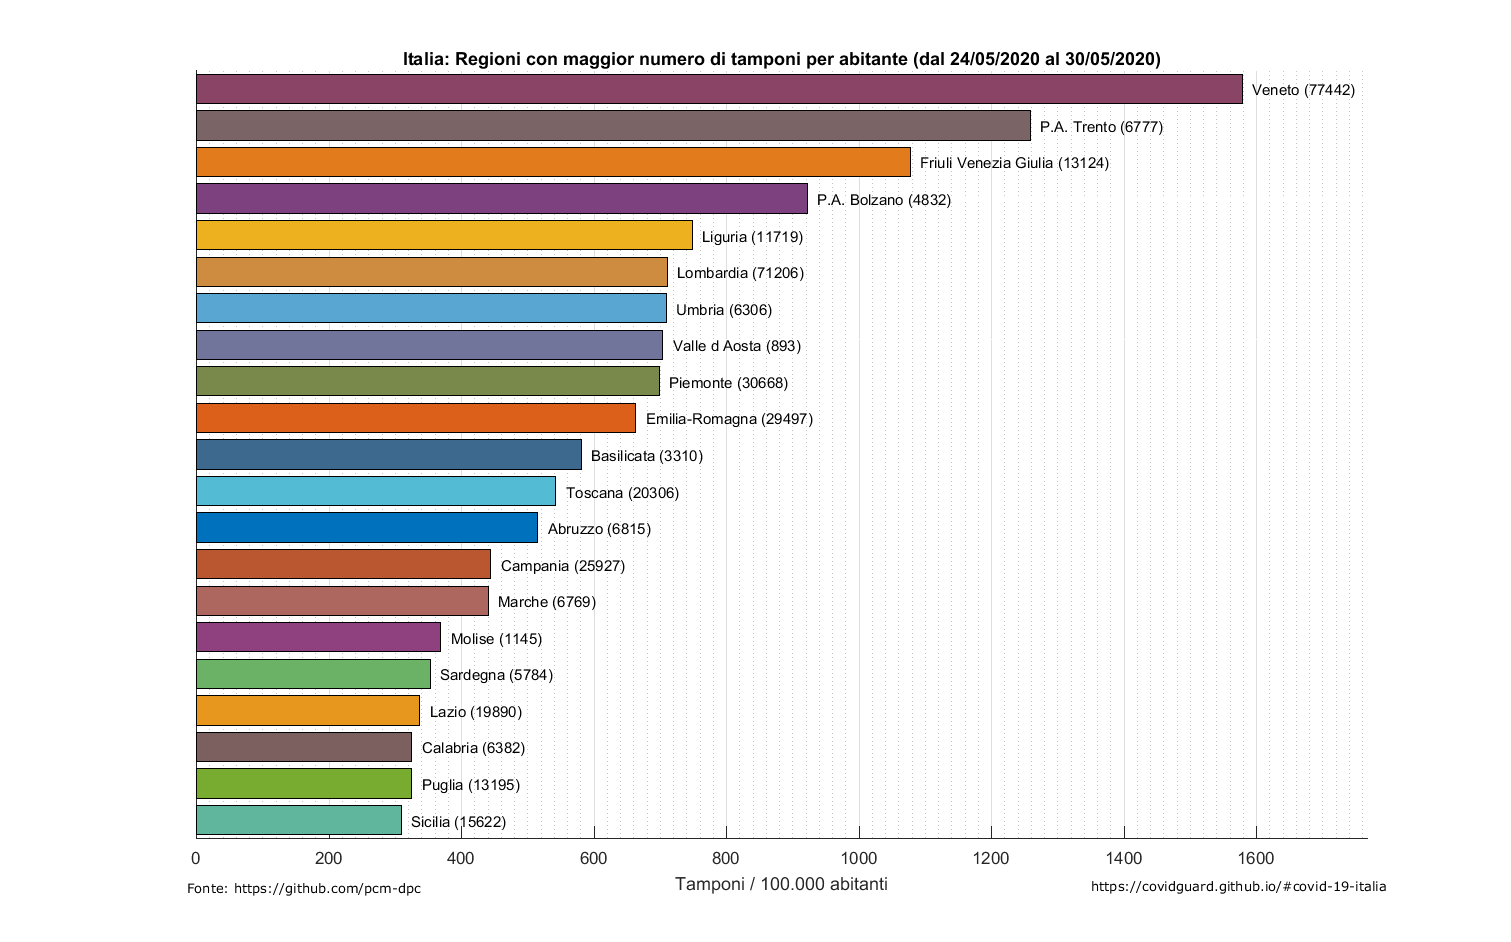 Italia: Regioni con maggior numero di tamponi per abitante (dal 24/05/2020 al 30/05/2020)
Veneto (77442)
P.A. Trento (6777)
Friuli Venezia Giulia (13124)
P.A. Bolzano (4832)
Liguria (11719)
Lombardia (71206)
Umbria (6306)
Valle d Aosta (893)
Piemonte (30668)
Emilia-Romagna (29497)
Basilicata (3310)
Toscana (20306)
Abruzzo (6815)
Campania (25927)
Marche (6769)
Molise (1145)
Sardegna (5784)
Lazio (19890)
Calabria (6382)
Puglia (13195)
Sicilia (15622)
0 200 400 600 800 1000 1200 1400 1600
Tamponi / 100.000 abitanti
Fonte: https://github.com/pcm-dpc
https://covidguard.github.io/#covid-19-italia